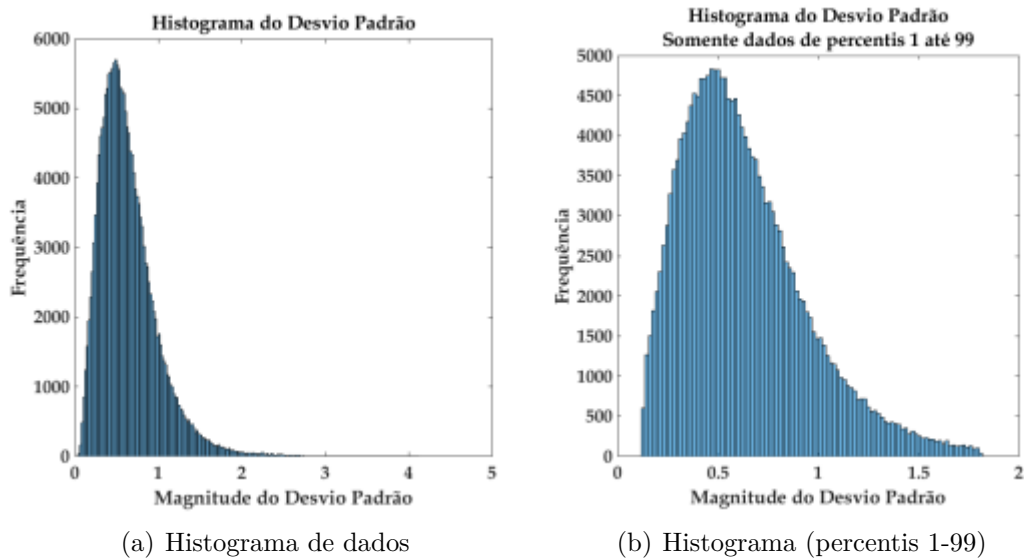 Histograma do Desvio Padrão
6000
5000
4000
3000
2000
1000
0
Frequência
0 1 2 3 4 5
Magnitude do Desvio Padrão
(a) Histograma de dados
Histograma do Desvio Padrão
Somente dados de percentis 1 até 99
5000
4500
4000
3500
3000
2500
2000
1500
1000
500
0
Frequência
0 0.5 1 1.5 2
Magnitude do Desvio Padrão
(b) Histograma (percentis 1-99)